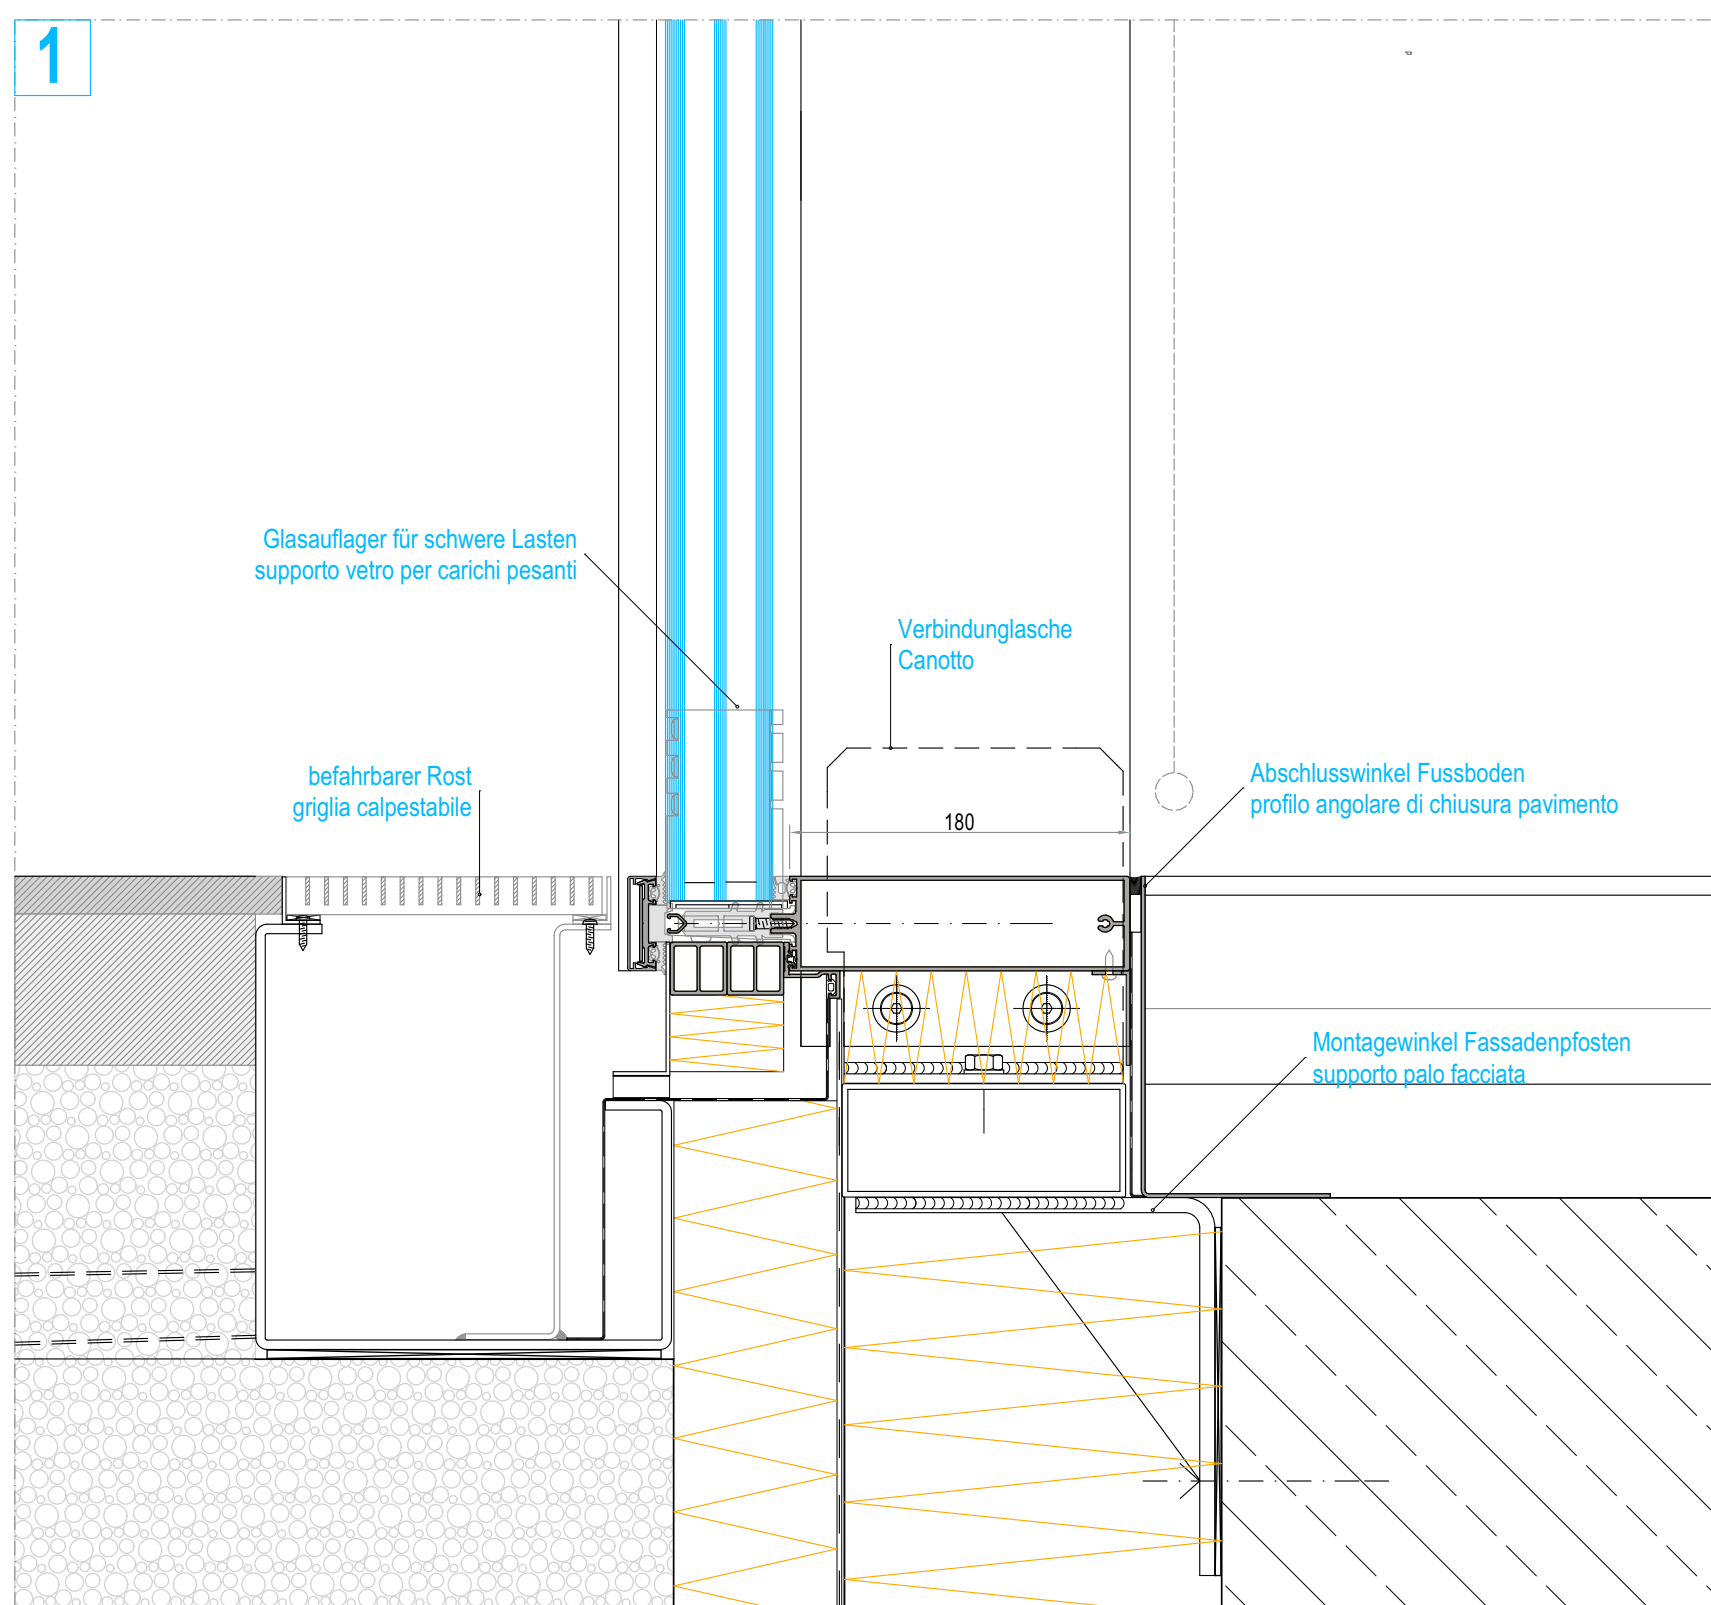 1
Glasauflager für schwere Lasten
supporto vetro per carichi pesanti
Verbindunglasche
Canotto
befahrbarer Rost
griglia calpestabile
180
Abschlusswinkel Fussboden
profilo angolare di chiusura pavimento
Montagewinkel Fassadenpfosten
supporto palo facciata